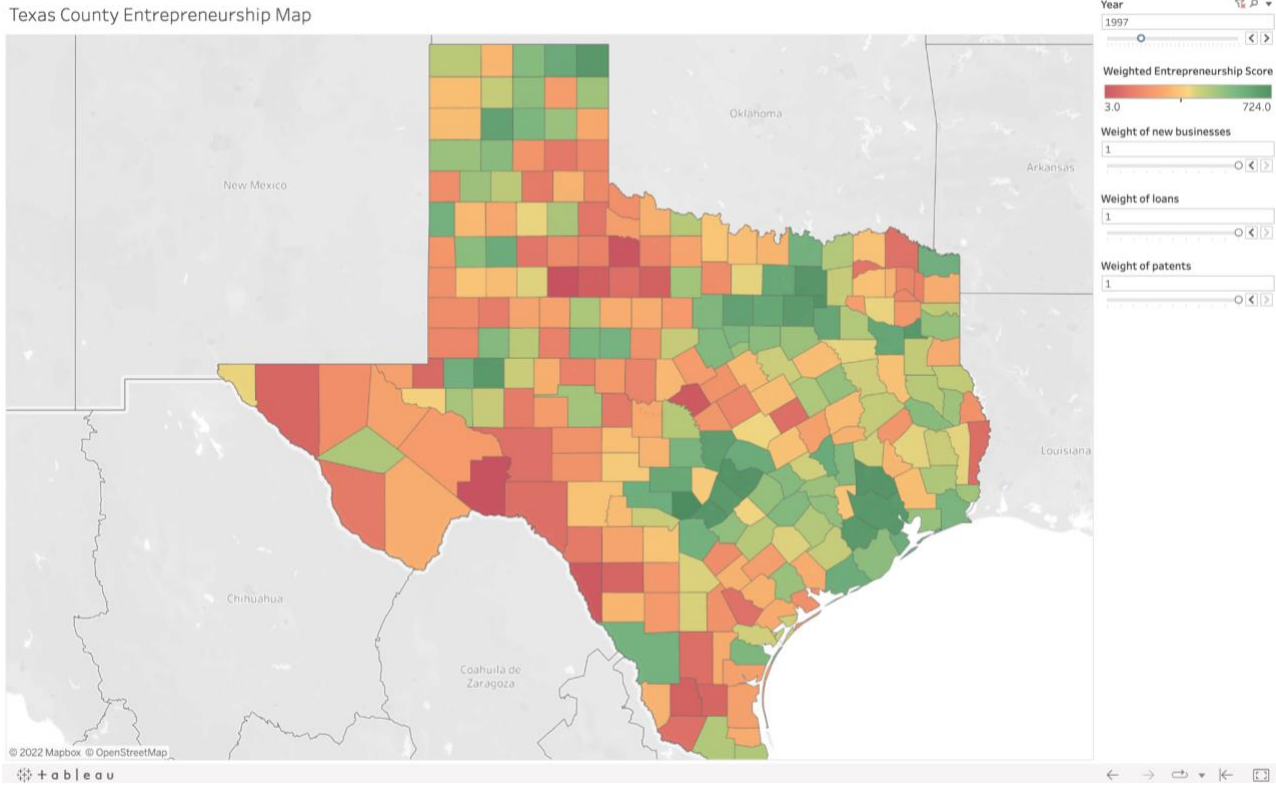 Texas County Entrepreneurship Map
Year
1997
Weighted Entrepreneurship Score
3.0 724.0
Weight of new businesses
1
Weight of loans
1
Weight of patents
1
Oklahoma
Arkansas
New Mexico
Louisiana
Chihuahua
Coahuila de
Zaragoza
© 2022 Mapbox © OpenStreetMap
+ a b l e a u